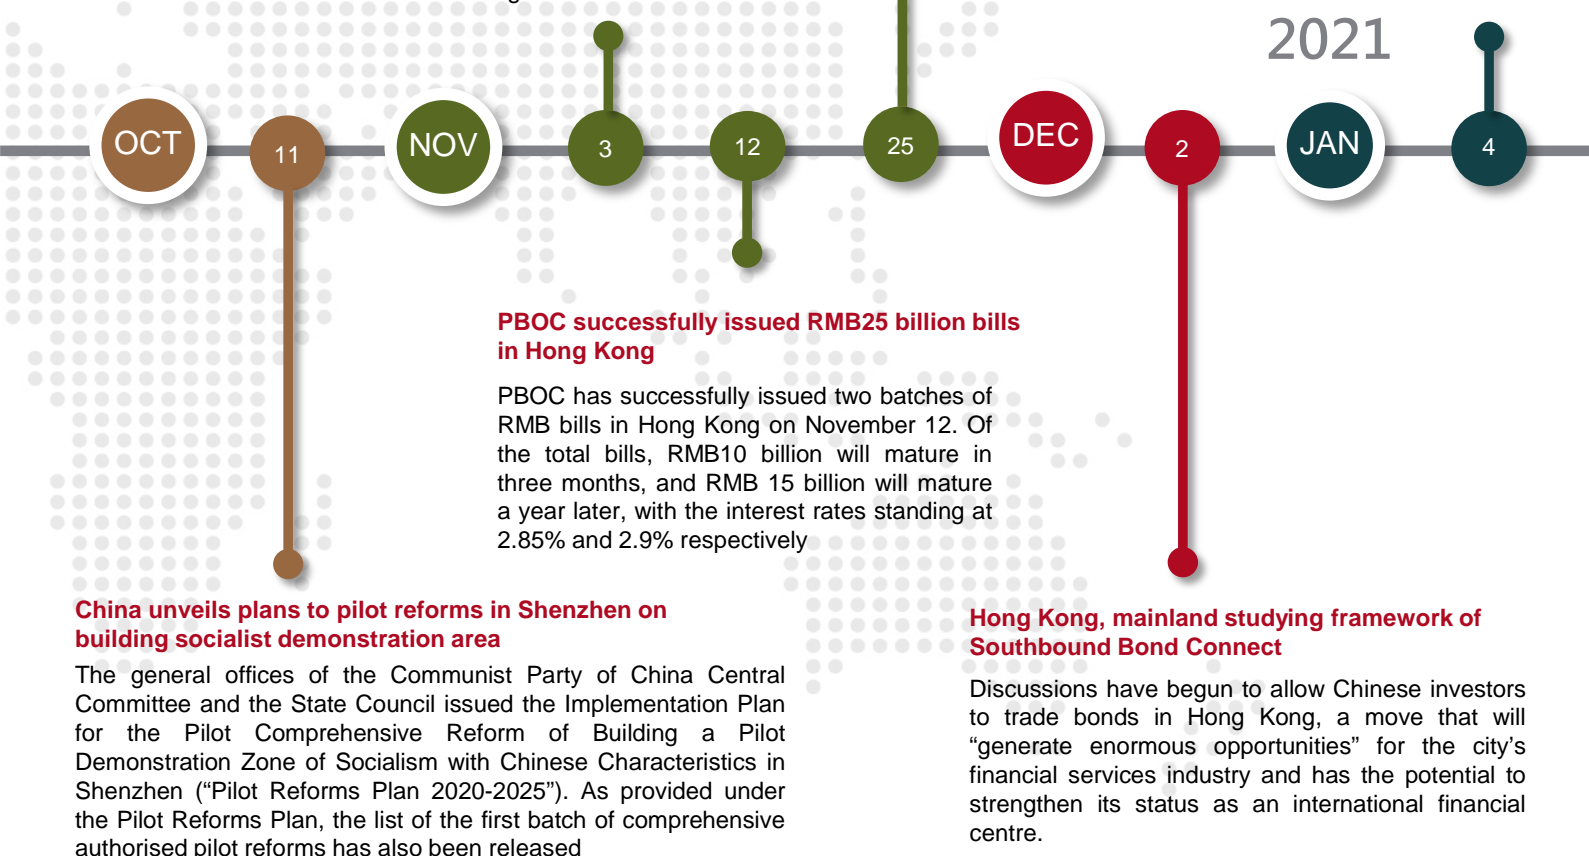 2021
OCT
11
NOV
3
12
25
DEC
2
JAN
4
PBOC successfully issued RMB25 billion bills
in Hong Kong
PBOC has successfully issued two batches of
RMB bills in Hong Kong on November 12. Of
the total bills, RMB10 billion will mature in
three months, and RMB 15 billion will mature
a year later, with the interest rates standing at
2.85% and 2.9% respectively
China unveils plans to pilot reforms in Shenzhen on
building socialist demonstration area
The general offices of the Communist Party of China Central
Committee and the State Council issued the Implementation Plan
for the Pilot Comprehensive Reform of Building a Pilot
Demonstration Zone of Socialism with Chinese Characteristics in
Shenzhen (“Pilot Reforms Plan 2020-2025”). As provided under
the Pilot Reforms Plan, the list of the first batch of comprehensive
authorised pilot reforms has also been released
Hong Kong, mainland studying framework of
Southbound Bond Connect
Discussions have begun to allow Chinese investors
to trade bonds in Hong Kong, a move that will
“generate enormous opportunities” for the city’s
financial services industry and has the potential to
strengthen its status as an international financial
centre.